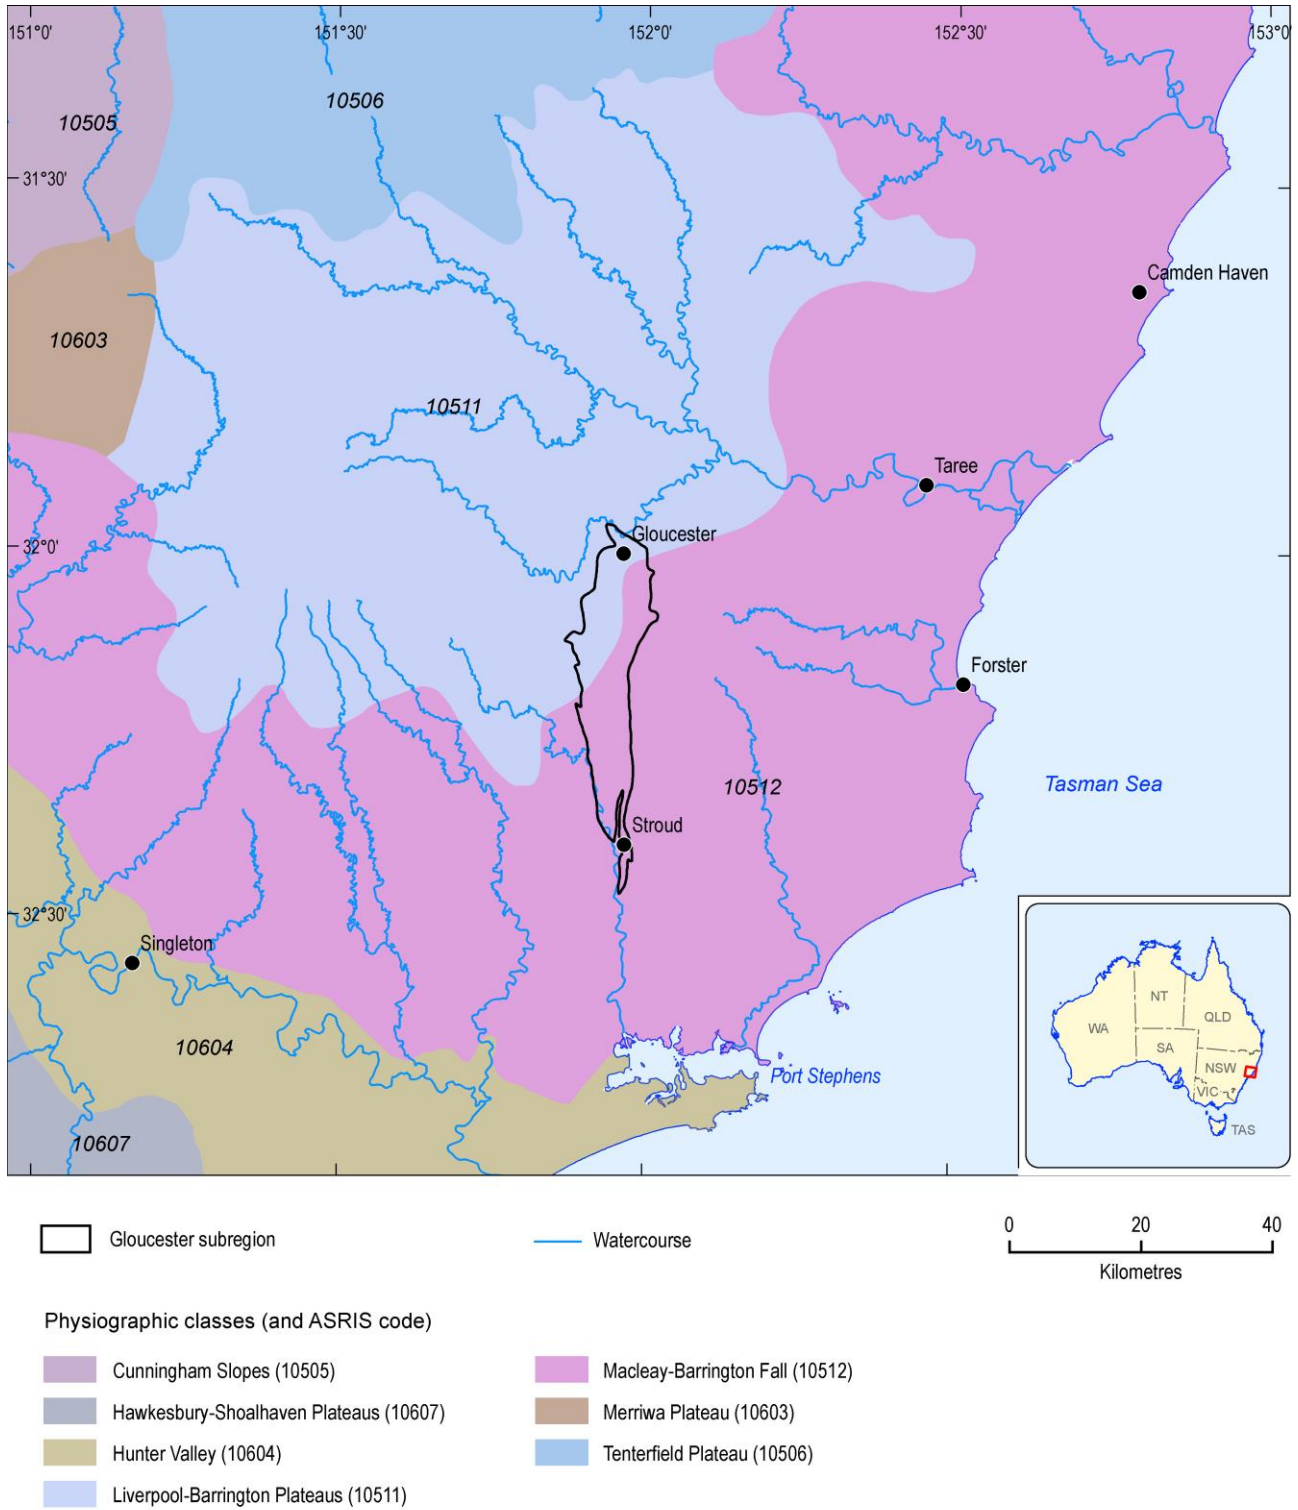 151°0' 151°30' 152°0' 152°30' 153°0'
10506
10505
31°30'
Camden Haven
10603
10511
Taree
Gloucester
32°0'
Forster
10512
Tasman Sea
Stroud
32°30'
Singleton
10604
Port Stephens
10607
NT
WA
QLD
SA
NSW
VIC
TAS
Gloucester subregion
Watercourse
0 20 40
Kilometres
Physiographic classes (and ASRIS code)
Cunningham Slopes (10505)
Hawkesbury-Shoalhaven Plateaus (10607)
Hunter Valley (10604)
Liverpool-Barrington Plateaus (10511)
Macleay-Barrington Fall (10512)
Merriwa Plateau (10603)
Tenterfield Plateau (10506)